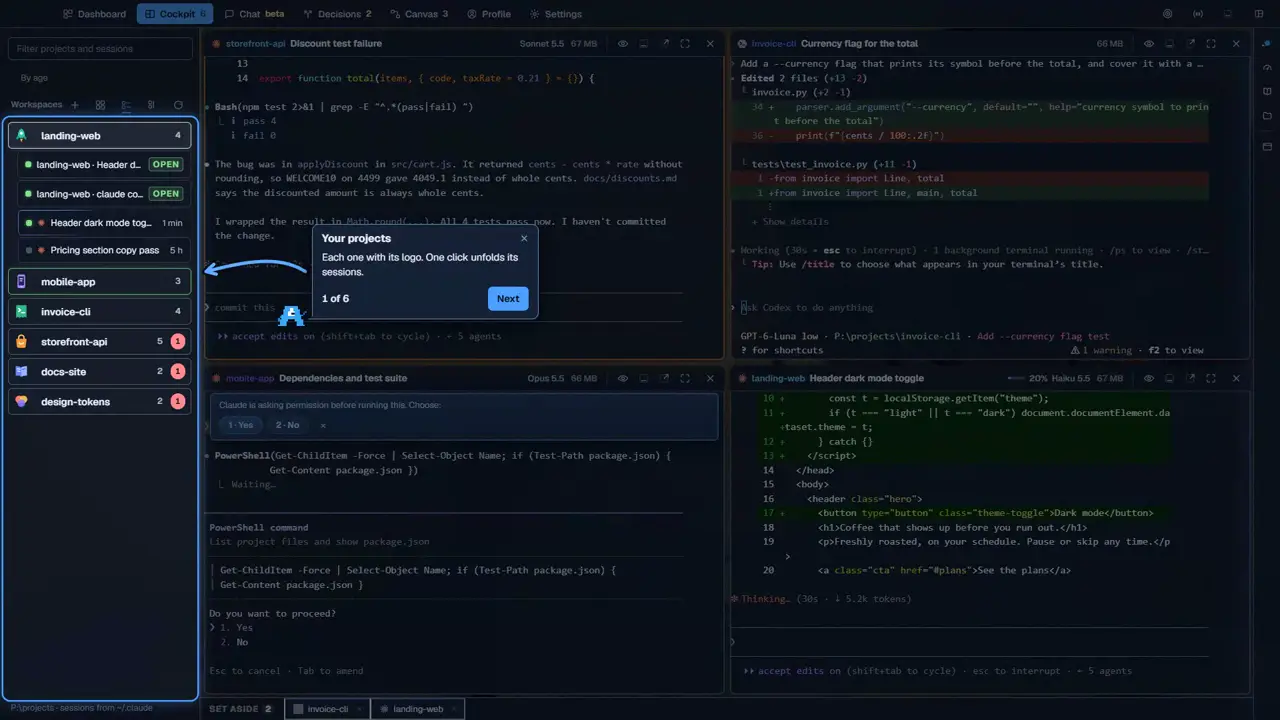 Dashboard Cockpit 6 Chat beta Decisions 2 Canvas 3 Profile Settings
Filter projects and sessions
By age
Workspaces +
landing-web 4
landing-web · Header d... OPEN
landing-web · claude co... OPEN
Header dark mode tog... 1 min
Pricing section copy pass 5 h
mobile-app 3
invoice-cli 4
storefront-api 5 1
docs-site 2 1
design-tokens 2 1
P:\projects · sessions from ~/.claude
storefront-api Discount test failure Sonnet 5.5 67 MB
13
14 export function total(items, { code, taxRate = 0.21 } = {}) {
Bash(npm test 2>&1 | grep -E "^.*(pass|fail) ")
ℹ pass 4
ℹ fail 0
The bug was in applyDiscount in src/cart.js. It returned cents - cents * rate without
rounding, so WELCOME10 on 4499 gave 4049.1 instead of whole cents. docs/discounts.md
says the discounted amount is always whole cents.
I wrapped the result in Math.round(...). All 4 tests pass now. I haven't committed
the change.
❯ commit this
accept edits on (shift+tab to cycle) · ← 5 agents
Your projects ×
Each one with its logo. One click unfolds its
sessions.
1 of 6 Next
invoice-cli Currency flag for the total 66 MB
› Add a --currency flag that prints its symbol before the total, and cover it with a …
• Edited 2 files (+13 -2)
└ invoice.py (+2 -1)
34 + parser.add_argument("--currency", default="", help="currency symbol to prin
t before the total")
36 - print(f"{cents / 100:.2f}")
└ tests\test_invoice.py (+11 -1)
1 -from invoice import Line, total
1 +from invoice import Line, main, total
⋮
+ Show details
• Working (30s • esc to interrupt) · 1 background terminal running · /ps to view · /st…
└ Tip: Use /title to choose what appears in your terminal's title.
› Ask Codex to do anything
GPT-6-Luna low · P:\projects\invoice-cli · Add --currency flag test
? for shortcuts ⚠ 1 warning · f2 to view
mobile-app Dependencies and test suite Opus 5.5 66 MB
Claude is asking permission before running this. Choose:
1 · Yes 2 · No ×
PowerShell(Get-ChildItem -Force | Select-Object Name; if (Test-Path package.json) {
Get-Content package.json })
Waiting…
PowerShell command
List project files and show package.json
Get-ChildItem -Force | Select-Object Name; if (Test-Path package.json) {
Get-Content package.json }
Do you want to proceed?
❯ 1. Yes
2. No
Esc to cancel · Tab to amend
landing-web Header dark mode toggle 20% Haiku 5.5 67 MB
10 + const t = localStorage.getItem("theme");
11 + if (t === "light" || t === "dark") document.documentElement.da
+taset.theme = t;
12 + } catch {}
13 + </script>
14 </head>
15 <body>
16 <header class="hero">
17 + <button type="button" class="theme-toggle">Dark mode</button>
18 <h1>Coffee that shows up before you run out.</h1>
19 <p>Freshly roasted, on your schedule. Pause or skip any time.</p
>
20 <a class="cta" href="#plans">See the plans</a>
Thinking… (30s · ↓ 5.2k tokens)
❯
accept edits on (shift+tab to cycle) · esc to interrupt · ← 5 agents
SET ASIDE 2 invoice-cli × landing-web ×